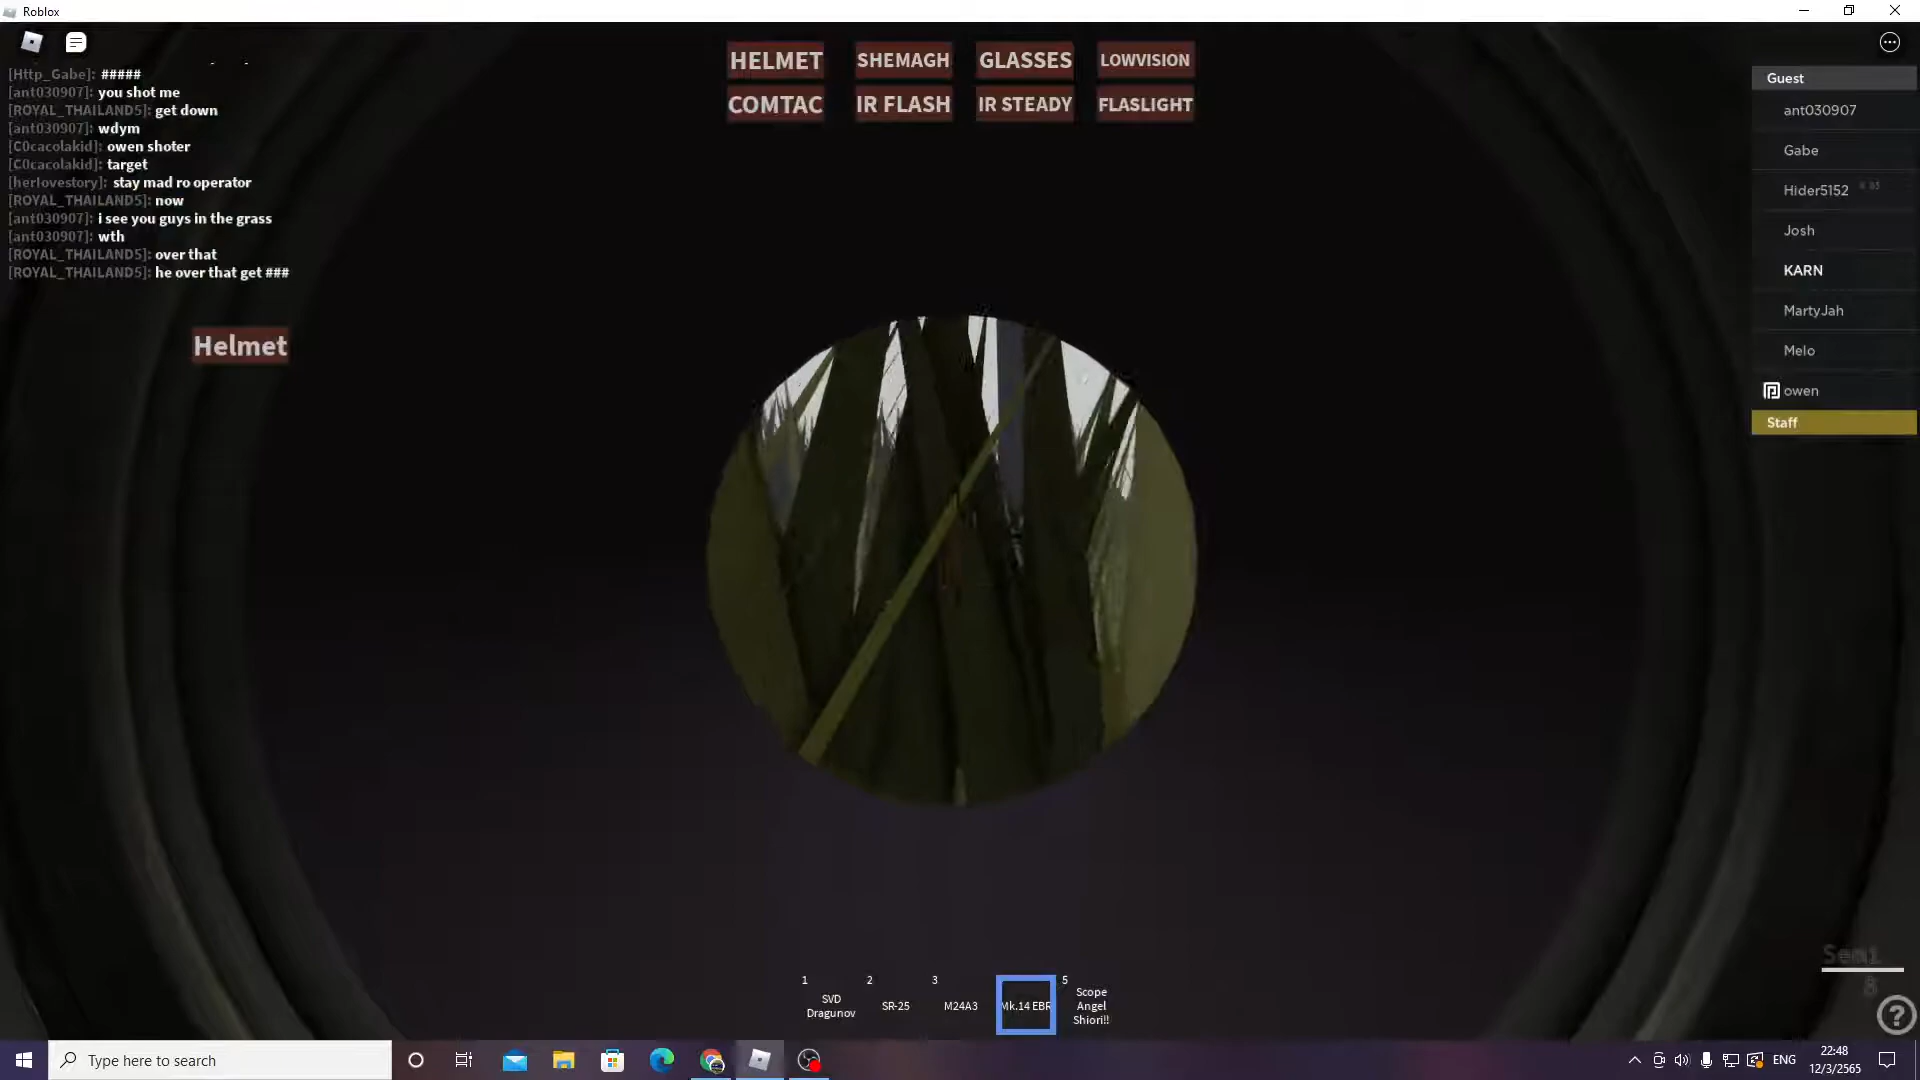 Roblox
[Http_Gabe]: #####
[ant030907]: you shot me
[ROYAL_THAILAND5]: get down
[ant030907]: wdym
[C0cacolakid]: owen shoter
[C0cacolakid]: target
[herlovestory]: stay mad ro operator
[ROYAL_THAILAND5]: now
[ant030907]: i see you guys in the grass
[ant030907]: wth
[ROYAL_THAILAND5]: over that
[ROYAL_THAILAND5]: he over that get ###
HELMET SHEMAGH GLASSES LOWVISION
COMTAC IR FLASH IR STEADY FLASLIGHT
Helmet
Guest
ant030907
Gabe
Hider5152
Josh
KARN
MartyJah
Melo
owen
Staff
Semi
8
1 SVD Dragunov
2 SR-25
3 M24A3
Mk.14 EBR
5 Scope Angel Shiori!!
Type here to search
ENG
22:48
12/3/2565